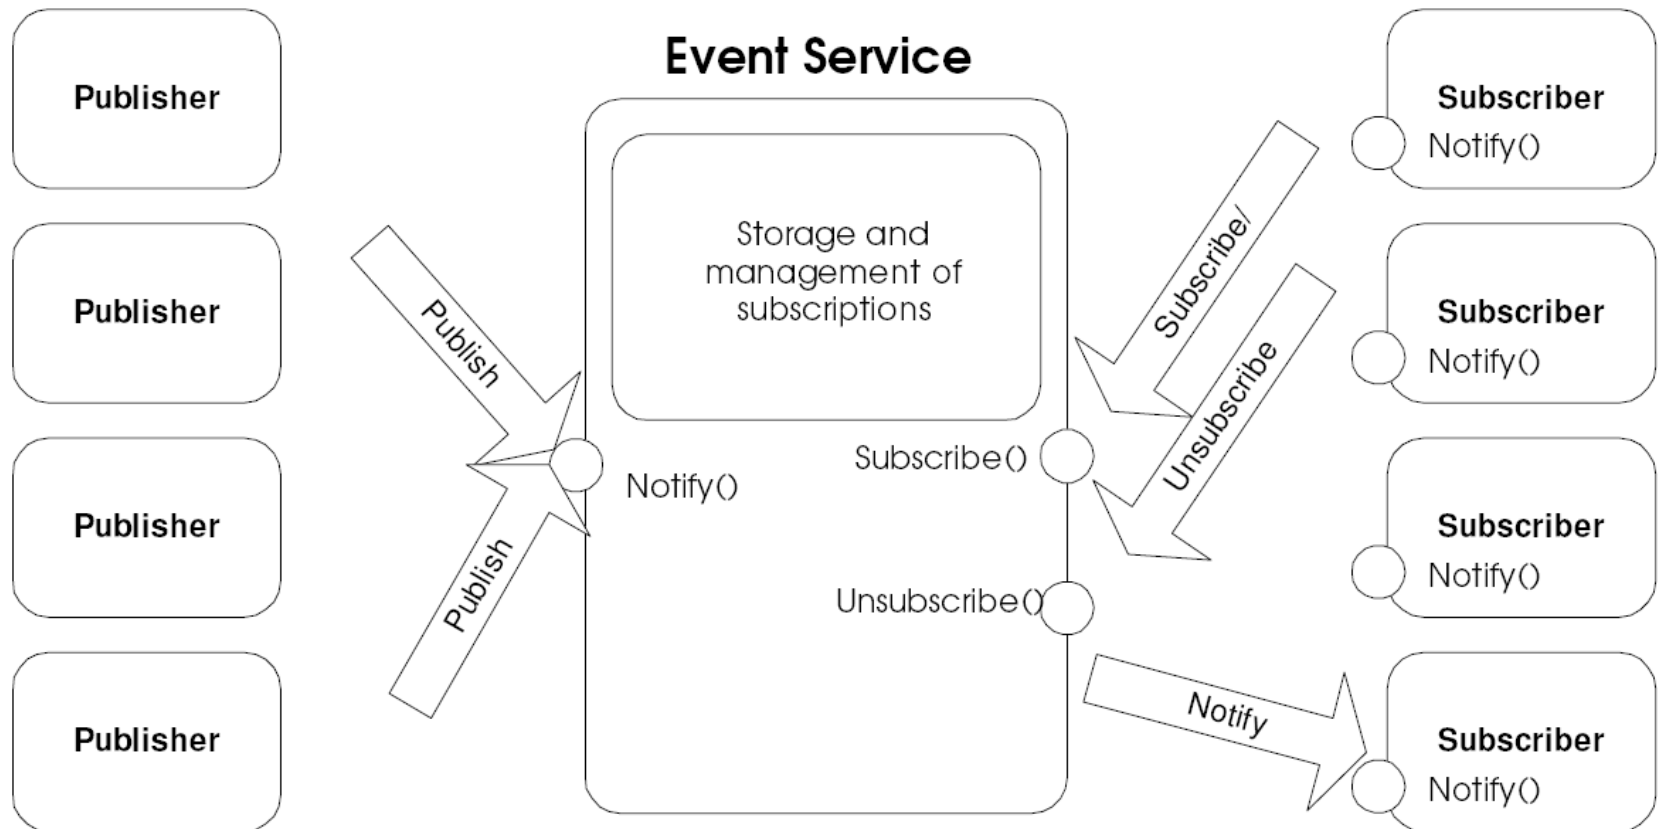 Event Service
Publisher
Publisher
Publisher
Publisher
Publish
Publish
Storage and
management of
subscriptions
Notify()
Subscribe()
Unsubscribe()
Subscribe/
Unsubscribe
Notify
Subscriber
Notify()
Subscriber
Notify()
Subscriber
Notify()
Subscriber
Notify()